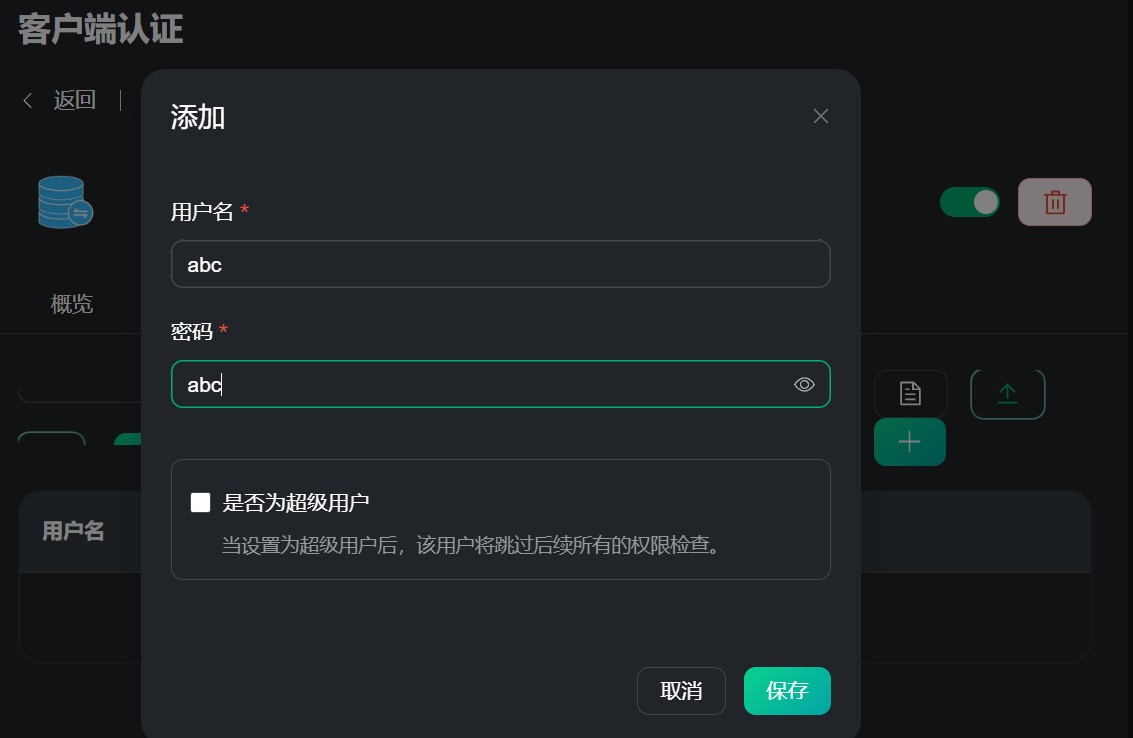 客户端认证
返回
添加
用户名 *
abc
概览
密码 *
abc
是否为超级用户
当设置为超级用户后，该用户将跳过后续所有的权限检查。
用户名
取消
保存